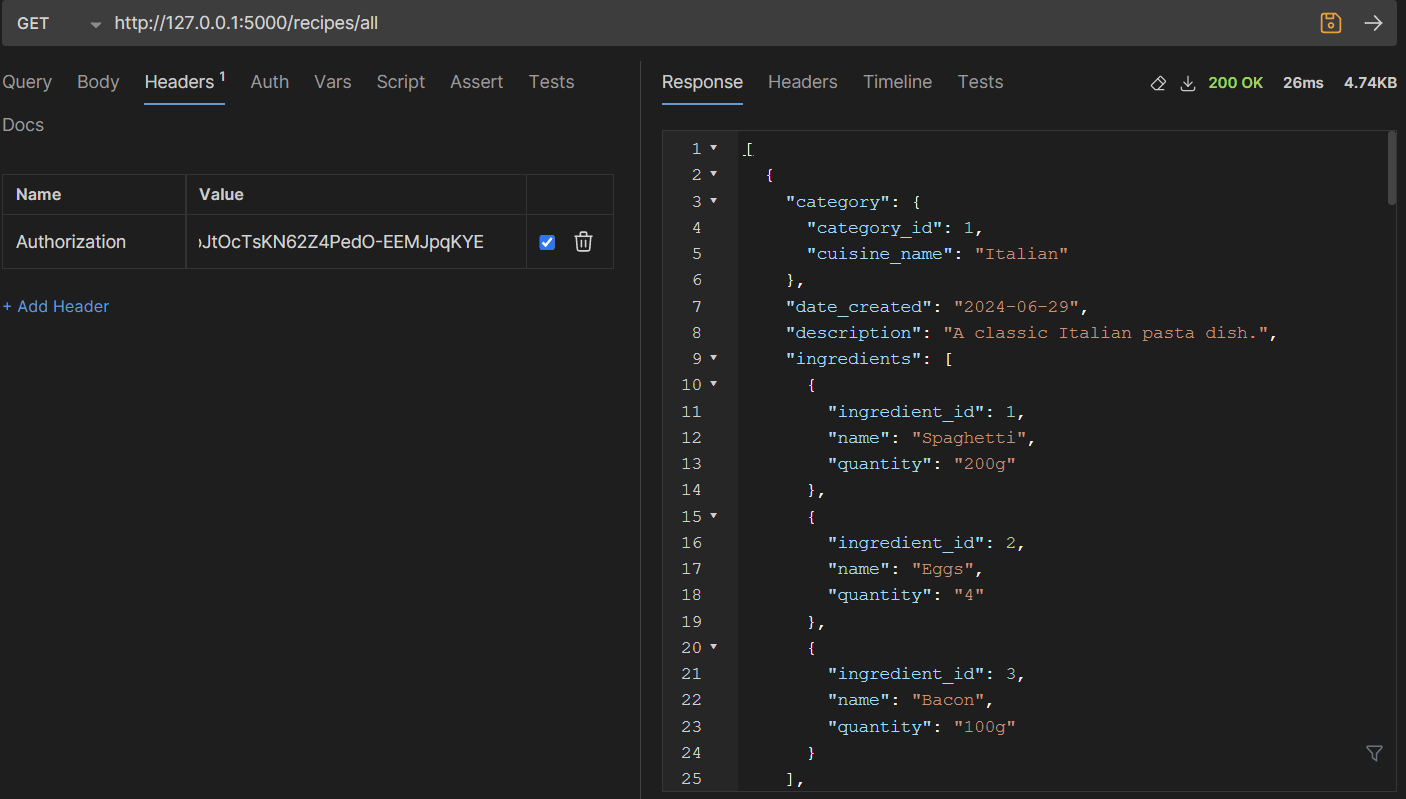 GET http://127.0.0.1:5000/recipes/all
Query Body Headers 1 Auth Vars Script Assert Tests
Docs
Name Value
Authorization JtOcTsKN62Z4PedO-EEMJpqKYE
+ Add Header
Response Headers Timeline Tests 200 OK 26ms 4.74KB
1 [
2 {
3 "category": {
4 "category_id": 1,
5 "cuisine_name": "Italian"
6 },
7 "date_created": "2024-06-29",
8 "description": "A classic Italian pasta dish.",
9 "ingredients": [
10 {
11 "ingredient_id": 1,
12 "name": "Spaghetti",
13 "quantity": "200g"
14 },
15 {
16 "ingredient_id": 2,
17 "name": "Eggs",
18 "quantity": "4"
19 },
20 {
21 "ingredient_id": 3,
22 "name": "Bacon",
23 "quantity": "100g"
24 }
25 ],